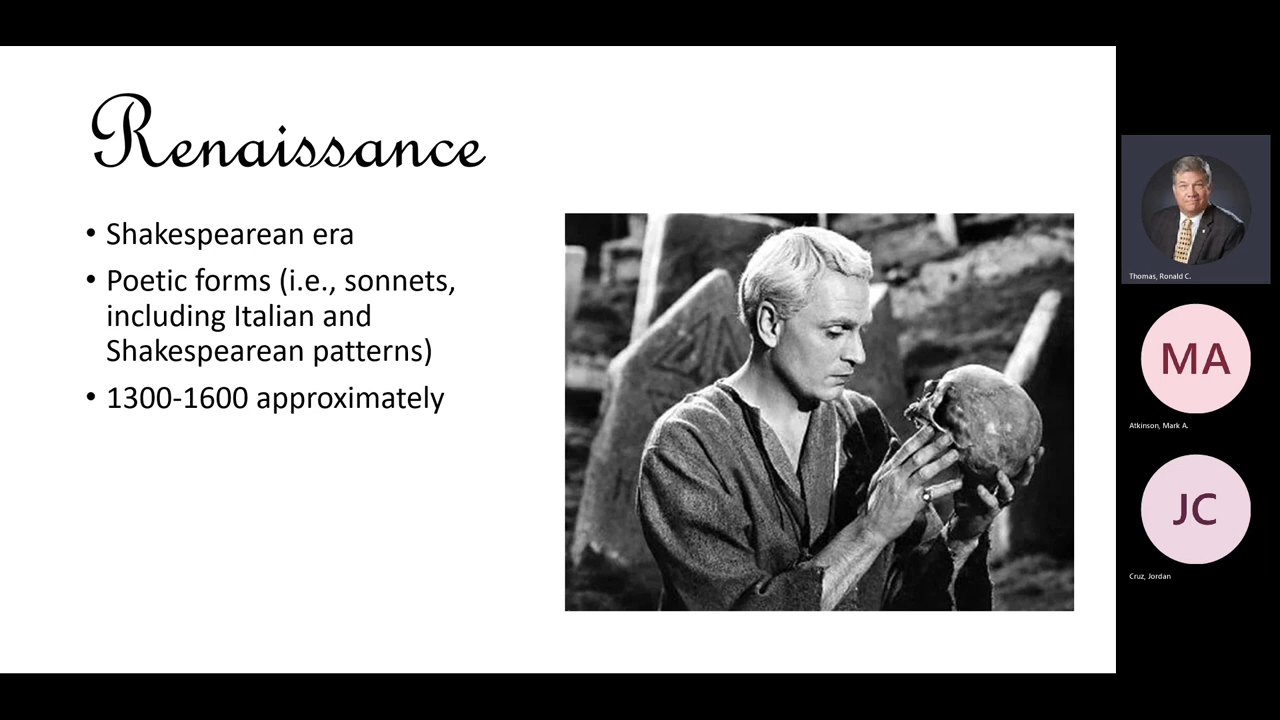 Renaissance
• Shakespearean era
• Poetic forms (i.e., sonnets,
including Italian and
Shakespearean patterns)
• 1300-1600 approximately
Thomas, Ronald C.
MA
Atkinson, Mark A.
JC
Cruz, Jordan